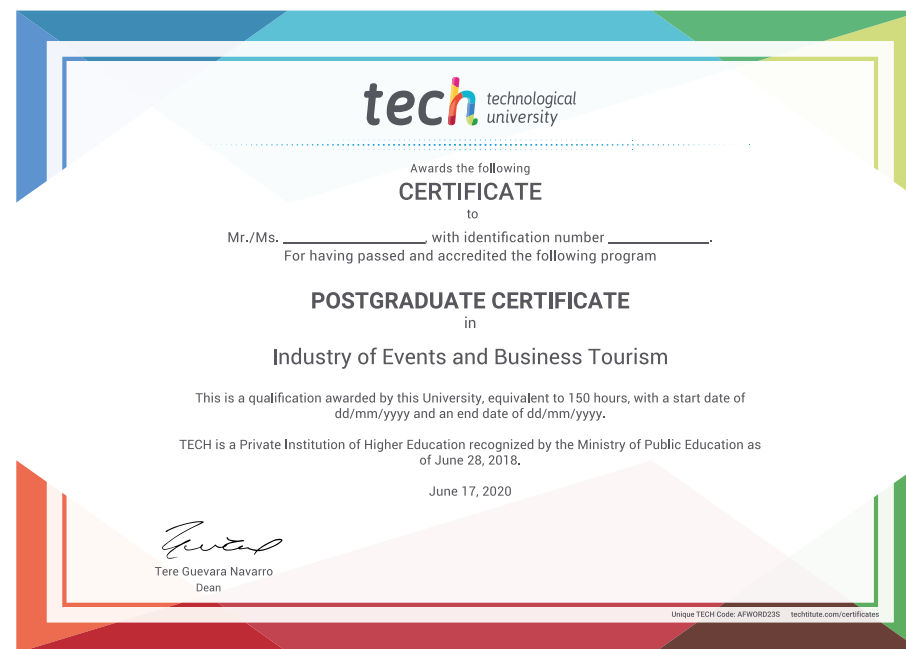 tech technological
university
Awards the following
CERTIFICATE
to
Mr./Ms. ____________________, with identification number ______________.
For having passed and accredited the following program
POSTGRADUATE CERTIFICATE
in
Industry of Events and Business Tourism
This is a qualification awarded by this University, equivalent to 150 hours, with a start date of
dd/mm/yyyy and an end date of dd/mm/yyyy.
TECH is a Private Institution of Higher Education recognized by the Ministry of Public Education as
of June 28, 2018.
June 17, 2020
Tere Guevara Navarro
Dean
Unique TECH Code: AFWORD23S techtitute.com/certificates